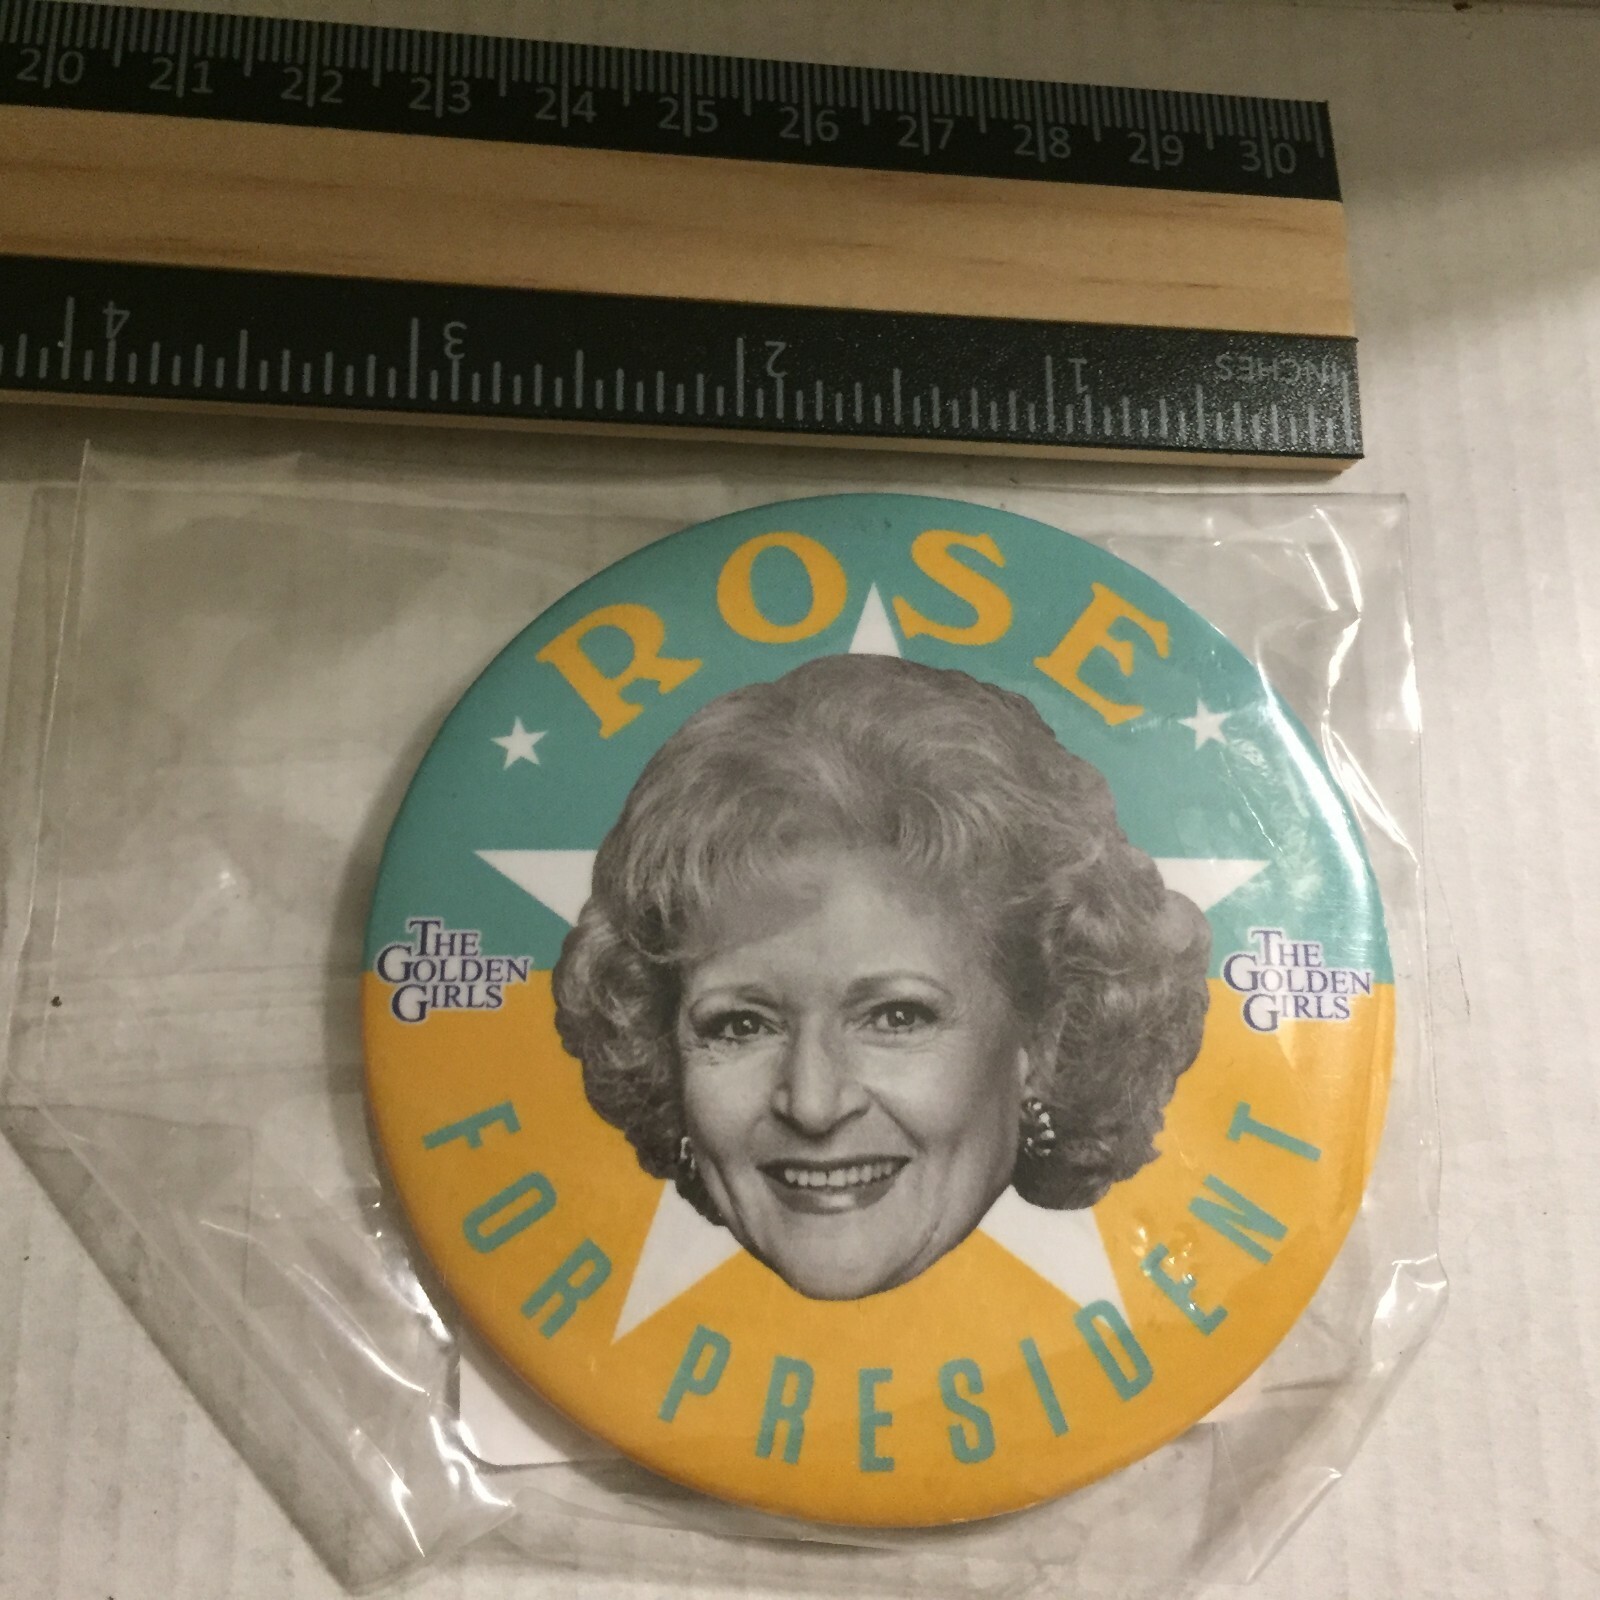 20 21 22 23 24 25 26 27 28 29 30
4 3 2 1 INCHES
ROSE
THE
GOLDEN
GIRLS
THE
GOLDEN
GIRLS
FOR PRESIDENT